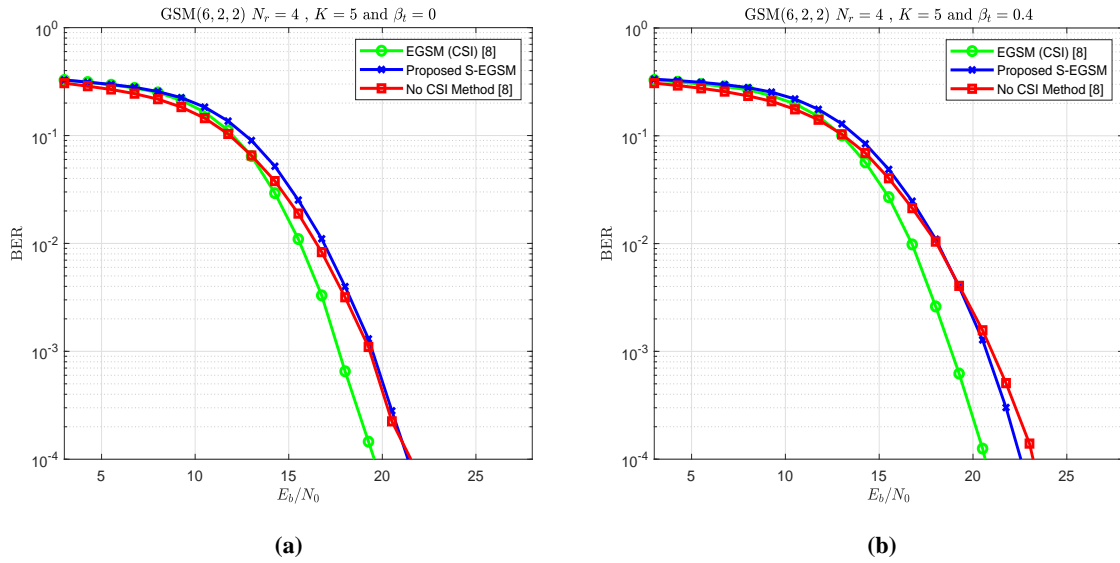 GSM(6,2,2) N_r = 4 , K = 5 and β_t = 0
10^0
10^-1
10^-2
10^-3
10^-4
BER
EGSM (CSI) [8]
Proposed S-EGSM
No CSI Method [8]
5 10 15 20 25
E_b/N_0
(a)
GSM(6,2,2) N_r = 4 , K = 5 and β_t = 0.4
10^0
10^-1
10^-2
10^-3
10^-4
BER
EGSM (CSI) [8]
Proposed S-EGSM
No CSI Method [8]
5 10 15 20 25
E_b/N_0
(b)